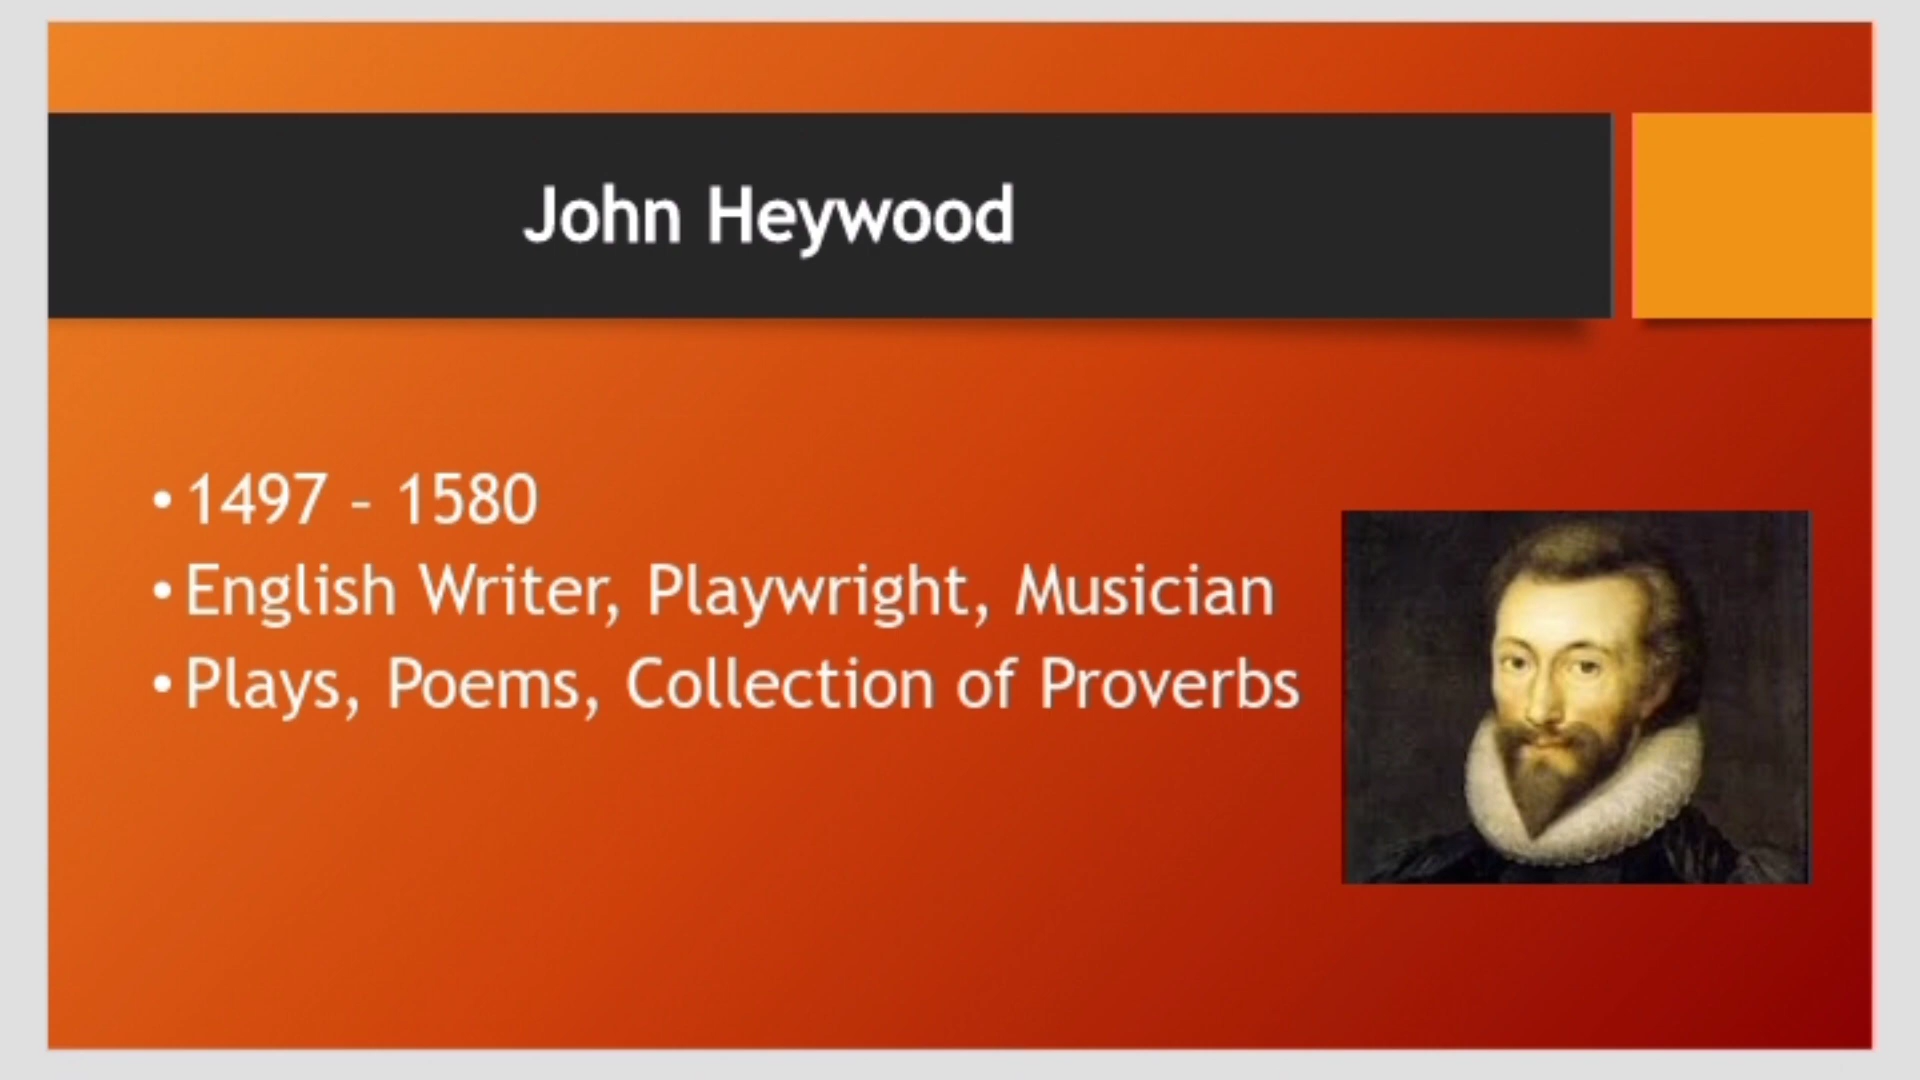 John Heywood
• 1497 – 1580
• English Writer, Playwright, Musician
• Plays, Poems, Collection of Proverbs